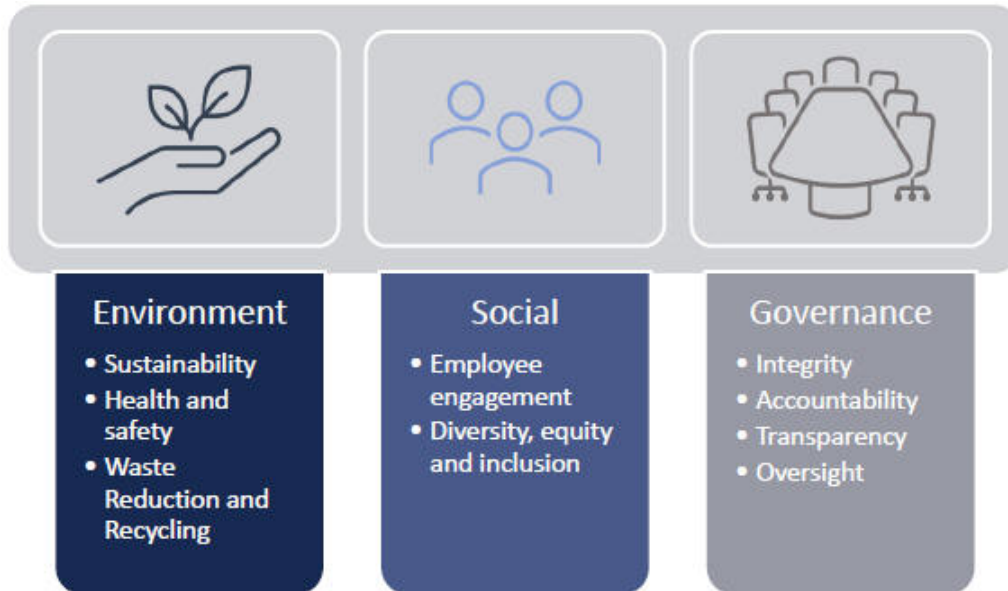 Environment
• Sustainability
• Health and
safety
• Waste
Reduction and
Recycling
Social
• Employee
engagement
• Diversity, equity
and inclusion
Governance
• Integrity
• Accountability
• Transparency
• Oversight